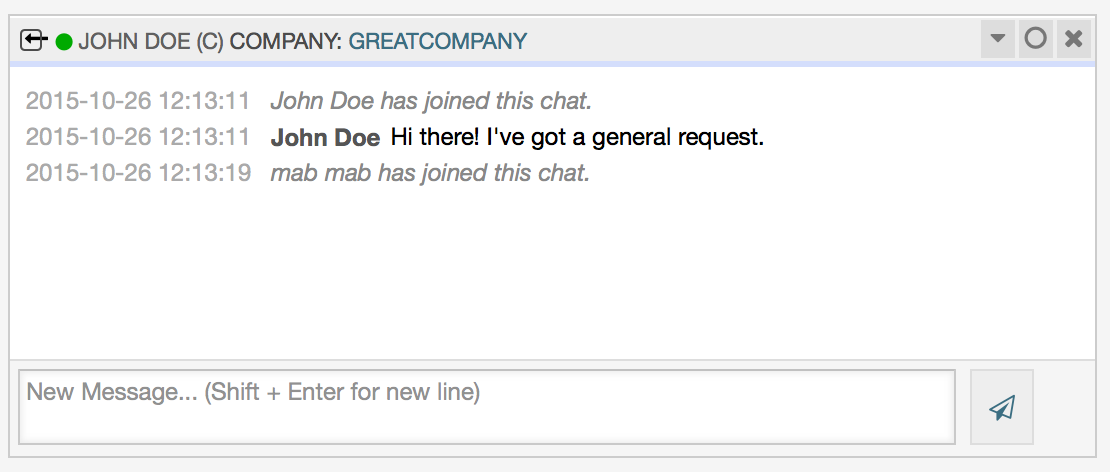 JOHN DOE (C) COMPANY: GREATCOMPANY
2015-10-26 12:13:11 John Doe has joined this chat.
2015-10-26 12:13:11 John Doe Hi there! I've got a general request.
2015-10-26 12:13:19 mab mab has joined this chat.
New Message... (Shift + Enter for new line)